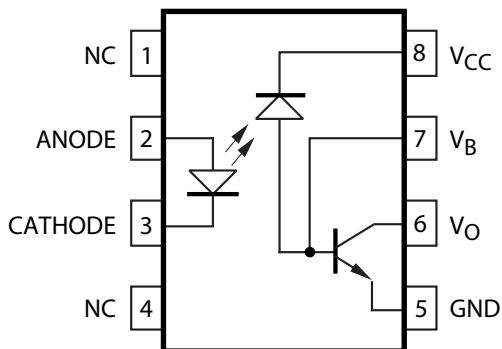 NC 1
ANODE 2
CATHODE 3
NC 4
8 VCC
7 VB
6 VO
5 GND